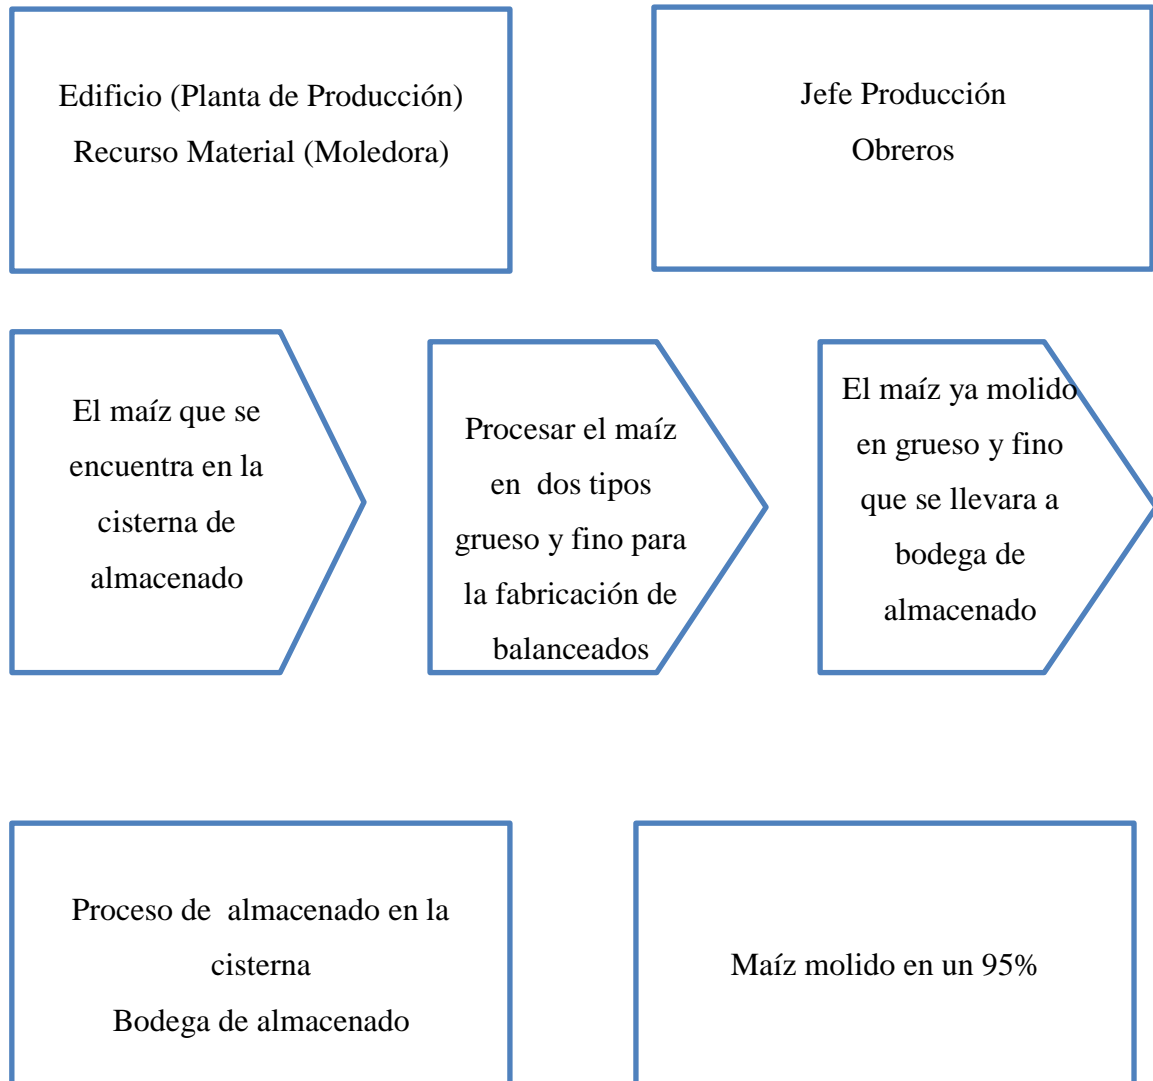 Edificio (Planta de Producción)
Recurso Material (Moledora)
Jefe Producción
Obreros
El maíz que se
encuentra en la
cisterna de
almacenado
Procesar el maíz
en dos tipos
grueso y fino para
la fabricación de
balanceados
El maíz ya molido
en grueso y fino
que se llevara a
bodega de
almacenado
Proceso de almacenado en la
cisterna
Bodega de almacenado
Maíz molido en un 95%